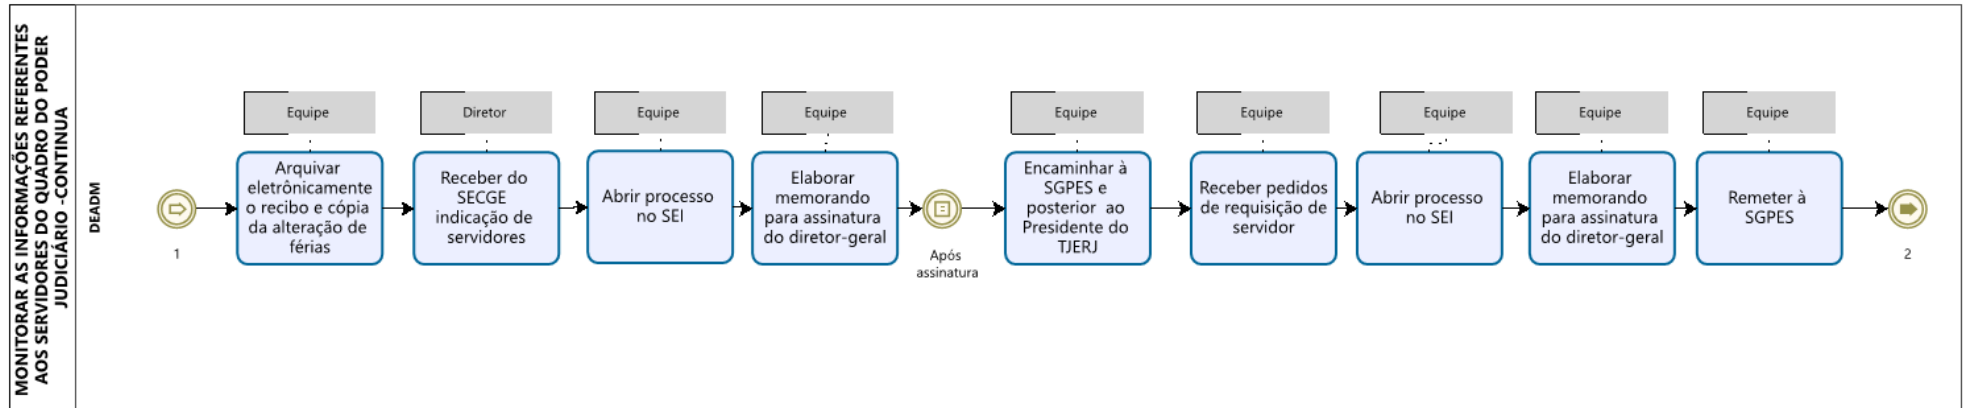 MONITORAR AS INFORMAÇÕES REFERENTES
AOS SERVIDORES DO QUADRO DO PODER
JUDICIÁRIO -CONTINUA
DEADM
1
Equipe
Arquivar
eletrônicamente
o recibo e cópia
da alteração de
férias
Diretor
Receber do
SECGE
indicação de
servidores
Equipe
Abrir processo
no SEI
Equipe
Elaborar
memorando
para assinatura
do diretor-geral
Após
assinatura
Equipe
Encaminhar à
SGPES e
posterior ao
Presidente do
TJERJ
Equipe
Receber pedidos
de requisição de
servidor
Equipe
Abrir processo
no SEI
Equipe
Elaborar
memorando
para assinatura
do diretor-geral
Equipe
Remeter à
SGPES
2